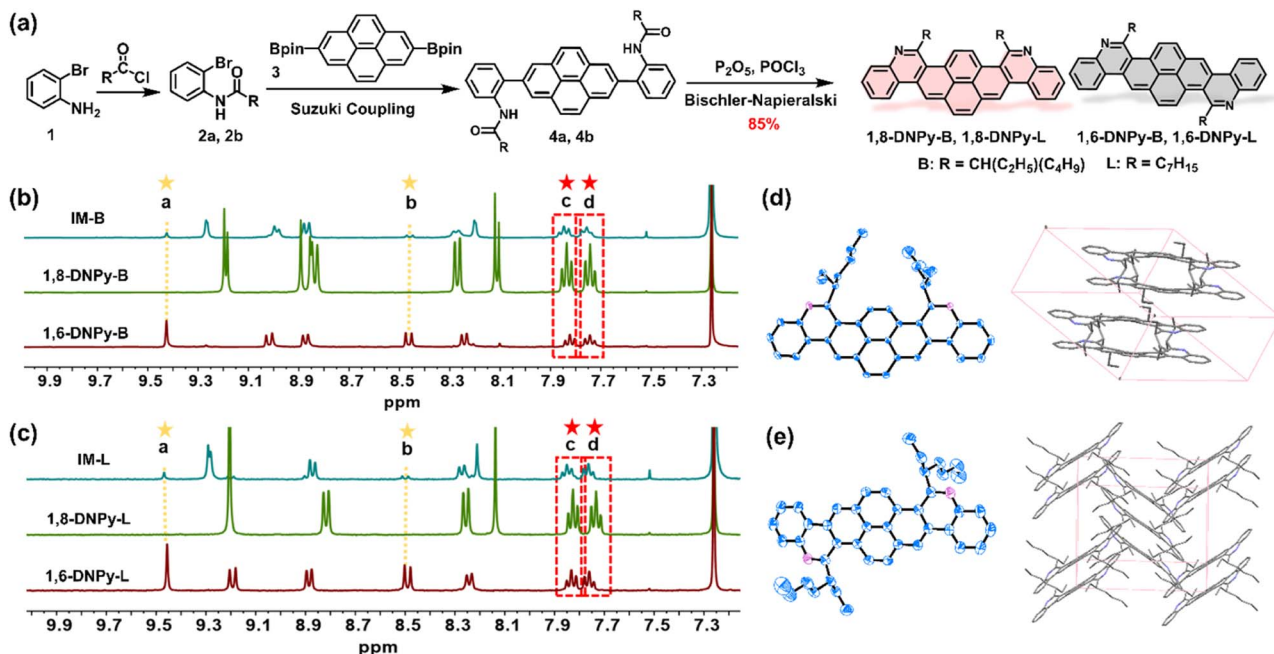 (a)
R
O
Cl
Br
NH₂
1
Br
O
N
H
R
2a, 2b
Bpin
Bpin
3
Suzuki Coupling
R
O
NH
HN
O
R
4a, 4b
P₂O₅, POCl₃
Bischler-Napieralski
85%
R
R
N
N
1,8-DNPy-B, 1,8-DNPy-L
N
R
N
R
1,6-DNPy-B, 1,6-DNPy-L
B: R = CH(C₂H₅)(C₄H₉) L: R = C₇H₁₅
(b)
a
b
c
d
IM-B
1,8-DNPy-B
1,6-DNPy-B
9.9 9.7 9.5 9.3 9.1 8.9 8.7 8.5 8.3 8.1 7.9 7.7 7.5 7.3
ppm
(c)
a
b
c
d
IM-L
1,8-DNPy-L
1,6-DNPy-L
9.9 9.7 9.5 9.3 9.1 8.9 8.7 8.5 8.3 8.1 7.9 7.7 7.5 7.3
ppm
(d)
(e)